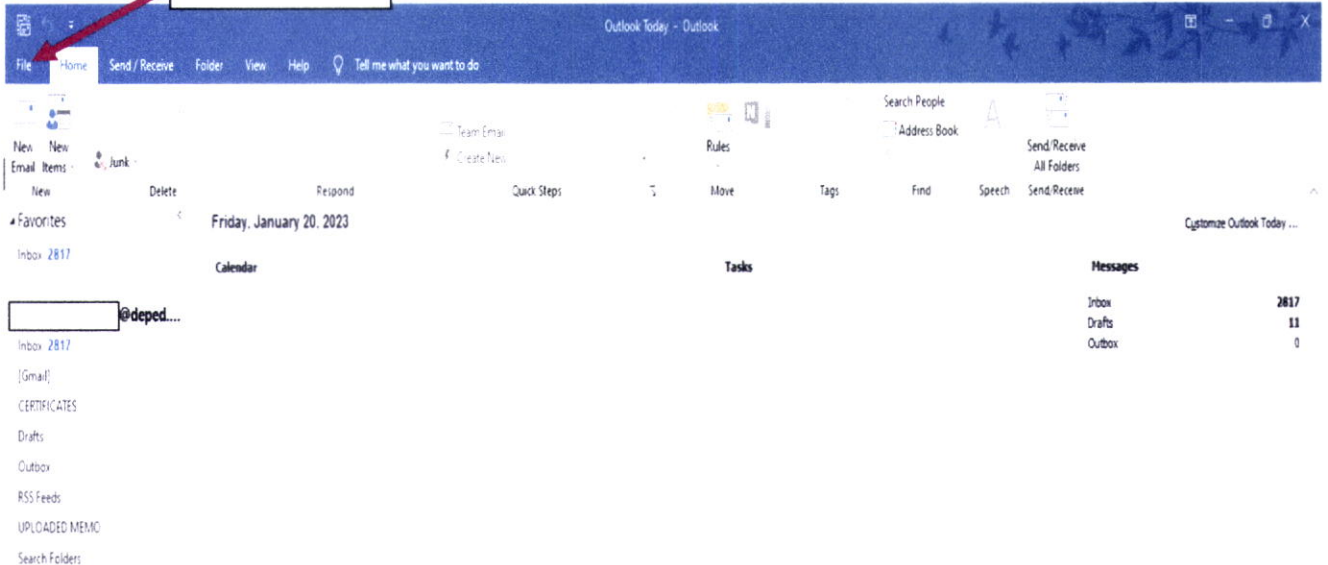 Outlook Today - Outlook
File Home Send / Receive Folder View Help Tell me what you want to do
New Email
New Items
Junk
Team Email
Create New
Rules
Search People
Address Book
Send/Receive All Folders
New Delete Respond Quick Steps Move Tags Find Speech Send/Receive
Favorites
Friday, January 20, 2023
Customize Outlook Today ...
Inbox 2817
Calendar Tasks Messages
Inbox 2817
Drafts 11
Outbox 0
@deped....
Inbox 2817
[Gmail]
CERTIFICATES
Drafts
Outbox
RSS Feeds
UPLOADED MEMO
Search Folders